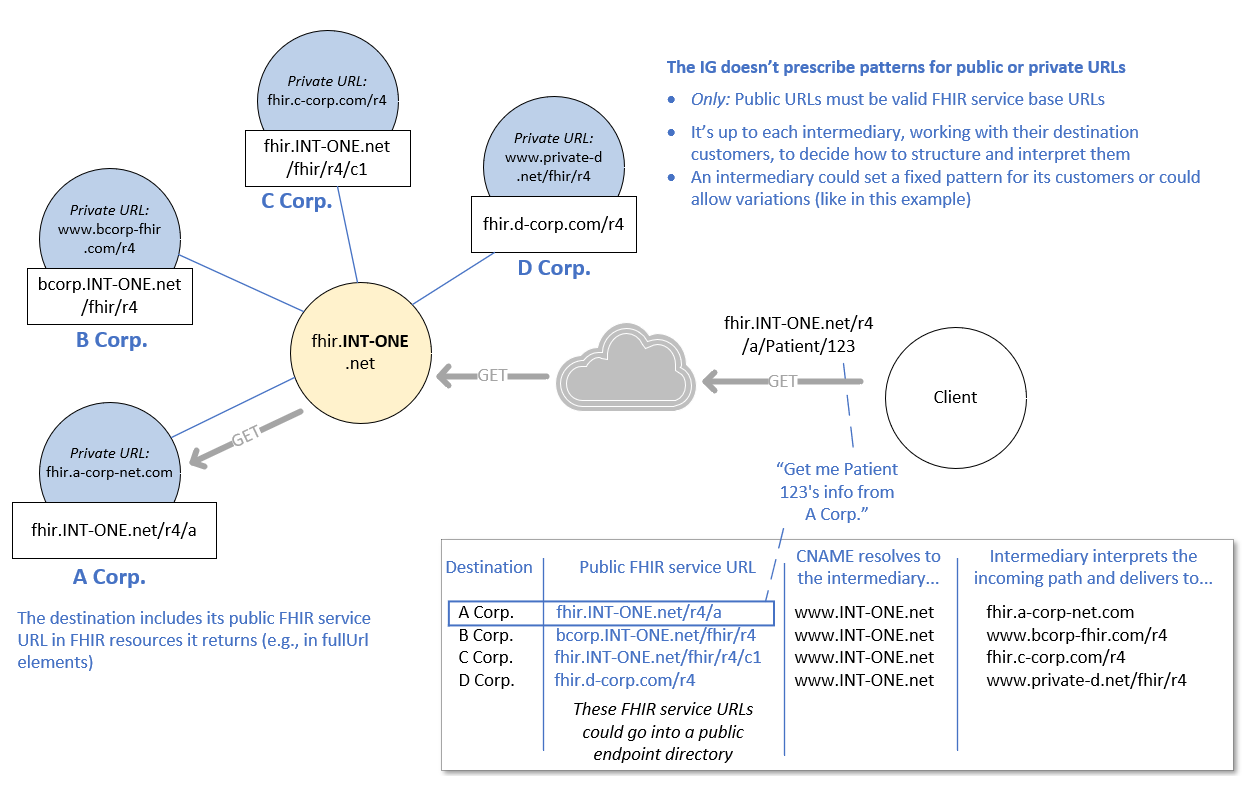 Private URL:
fhir.c-corp.com/r4
fhir.INT-ONE.net
/fhir/r4/c1
C Corp.
Private URL:
www.private-d
.net/fhir/r4
fhir.d-corp.com/r4
D Corp.
The IG doesn’t prescribe patterns for public or private URLs
• Only: Public URLs must be valid FHIR service base URLs
• It’s up to each intermediary, working with their destination
customers, to decide how to structure and interpret them
• An intermediary could set a fixed pattern for its customers or could
allow variations (like in this example)
Private URL:
www.bcorp-fhir
.com/r4
bcorp.INT-ONE.net
/fhir/r4
B Corp.
fhir.INT-ONE
.net
GET
GET
fhir.INT-ONE.net/r4
/a/Patient/123
Client
GET
Private URL:
fhir.a-corp-net.com
fhir.INT-ONE.net/r4/a
A Corp.
The destination includes its public FHIR service
URL in FHIR resources it returns (e.g., in fullUrl
elements)
“Get me Patient
123's info from
A Corp.”
Destination
Public FHIR service URL
CNAME resolves to
the intermediary...
Intermediary interprets the
incoming path and delivers to...
A Corp. fhir.INT-ONE.net/r4/a www.INT-ONE.net fhir.a-corp-net.com
B Corp. bcorp.INT-ONE.net/fhir/r4 www.INT-ONE.net www.bcorp-fhir.com/r4
C Corp. fhir.INT-ONE.net/fhir/r4/c1 www.INT-ONE.net fhir.c-corp.com/r4
D Corp. fhir.d-corp.com/r4 www.INT-ONE.net www.private-d.net/fhir/r4
These FHIR service URLs
could go into a public
endpoint directory